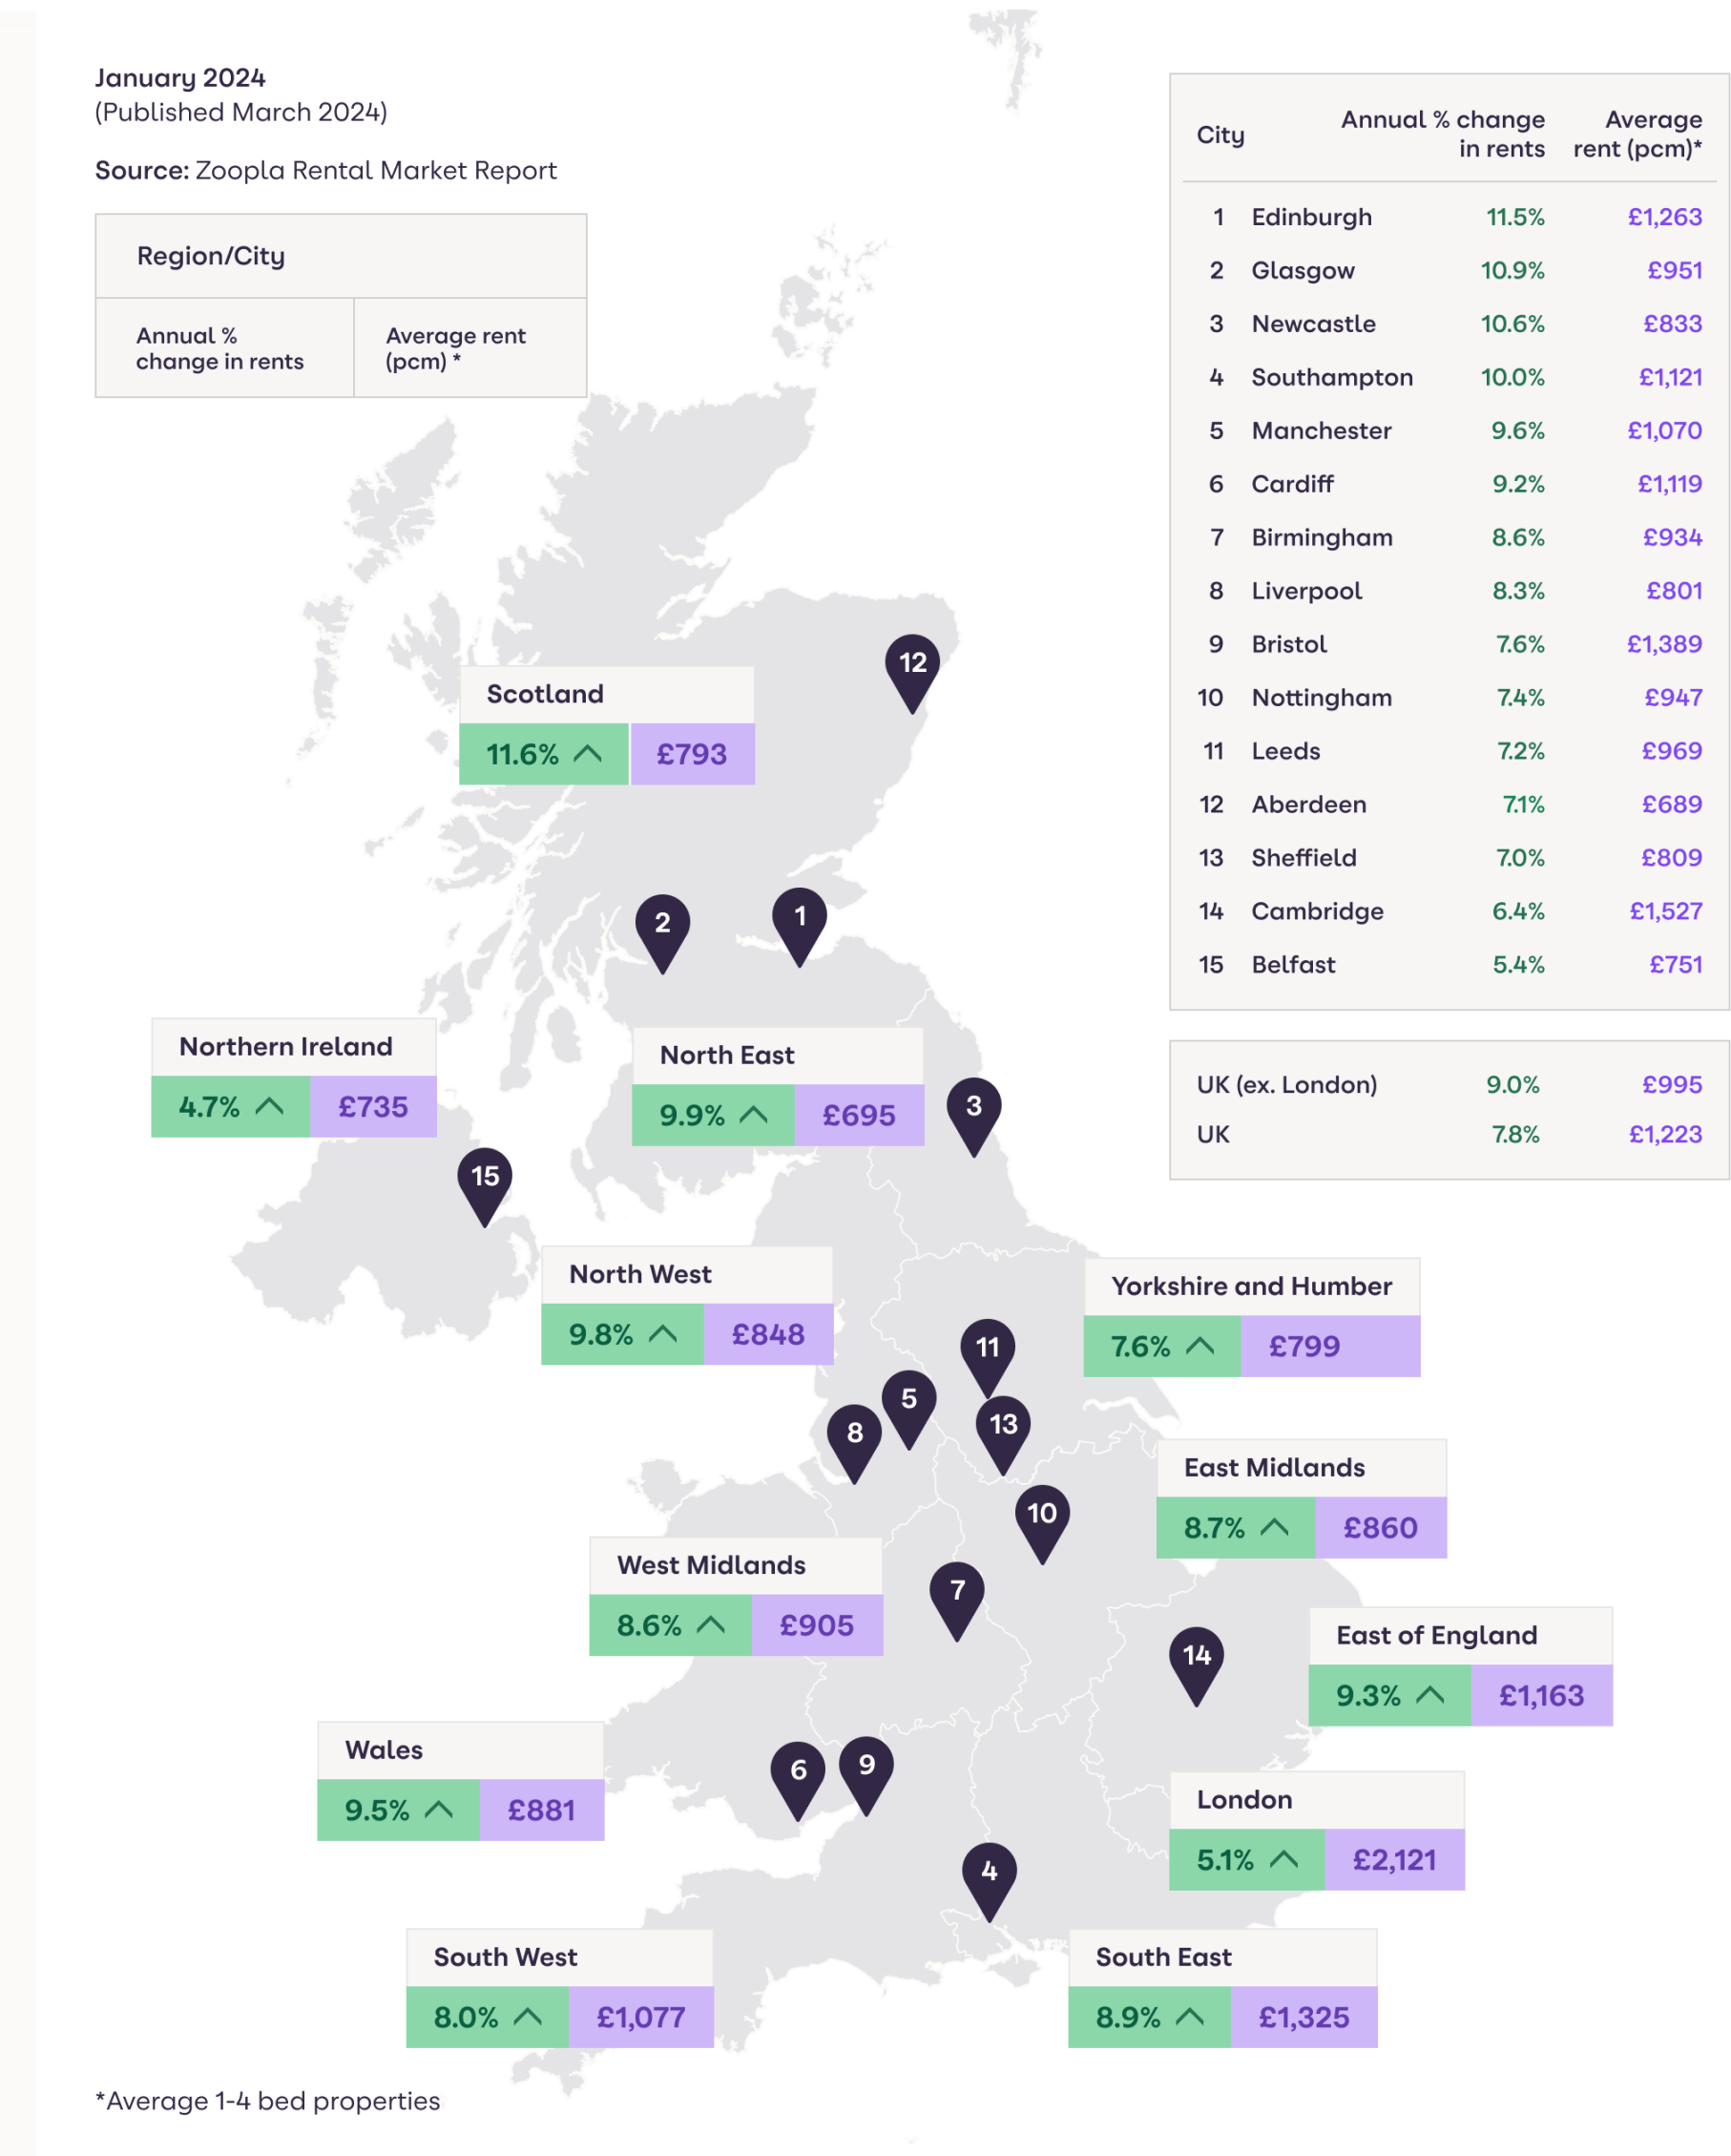 January 2024
(Published March 2024)
Source: Zoopla Rental Market Report
Region/City
Annual %
change in rents
Average rent
(pcm) *
City
Annual % change
in rents
Average
rent (pcm)*
1 Edinburgh 11.5% £1,263
2 Glasgow 10.9% £951
3 Newcastle 10.6% £833
4 Southampton 10.0% £1,121
5 Manchester 9.6% £1,070
6 Cardiff 9.2% £1,119
7 Birmingham 8.6% £934
8 Liverpool 8.3% £801
9 Bristol 7.6% £1,389
10 Nottingham 7.4% £947
11 Leeds 7.2% £969
12 Aberdeen 7.1% £689
13 Sheffield 7.0% £809
14 Cambridge 6.4% £1,527
15 Belfast 5.4% £751
UK (ex. London) 9.0% £995
UK 7.8% £1,223
12
Scotland
11.6% £793
2
1
Northern Ireland
4.7% £735
North East
9.9% £695
3
15
North West
9.8% £848
Yorkshire and Humber
7.6% £799
11
5
13
8
East Midlands
8.7% £860
10
West Midlands
8.6% £905
7
East of England
9.3% £1,163
14
Wales
9.5% £881
6
9
London
5.1% £2,121
4
South West
8.0% £1,077
South East
8.9% £1,325
*Average 1-4 bed properties